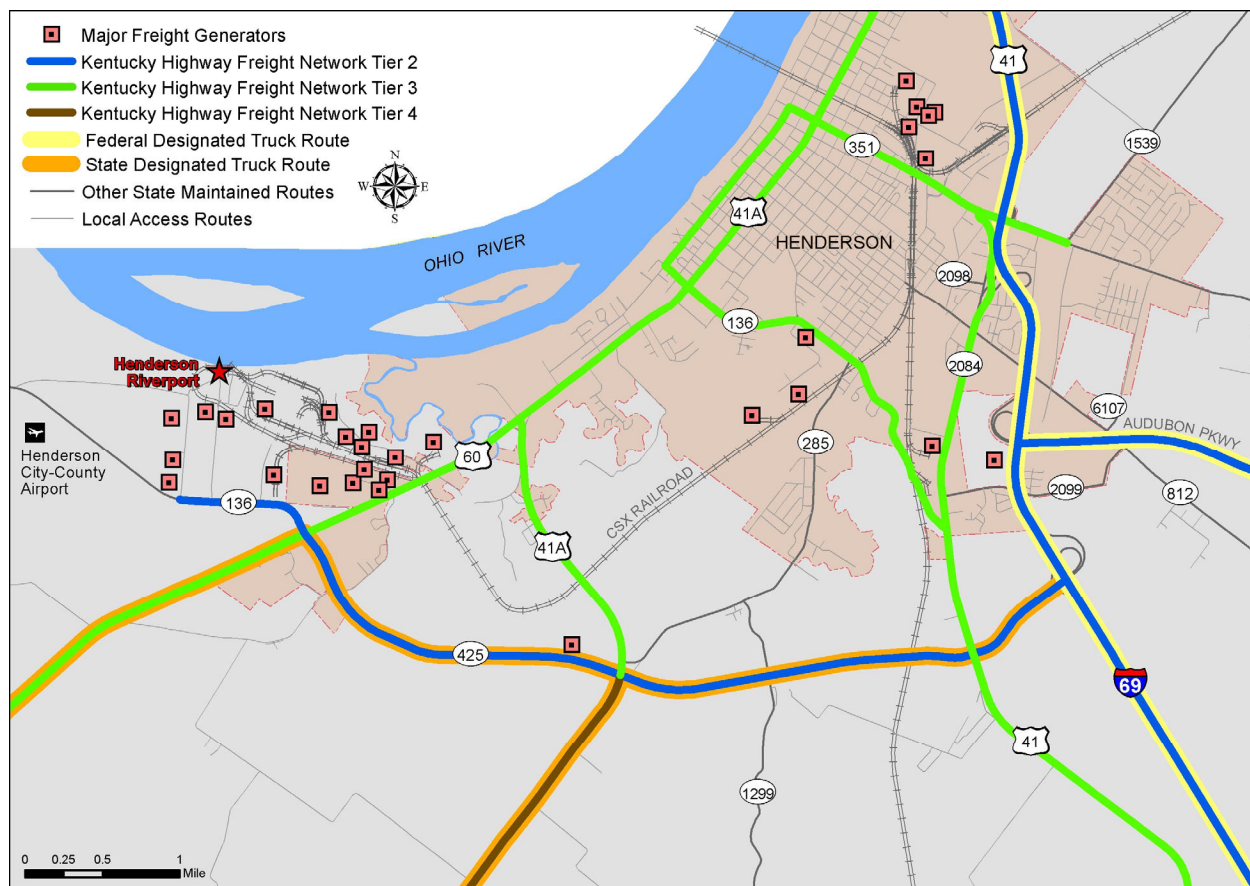 Major Freight Generators
Kentucky Highway Freight Network Tier 2
Kentucky Highway Freight Network Tier 3
Kentucky Highway Freight Network Tier 4
Federal Designated Truck Route
State Designated Truck Route
Other State Maintained Routes
Local Access Routes
N
W
E
S
41
1539
351
41A
HENDERSON
OHIO RIVER
2098
136
2084
Henderson
Riverport
6107
AUDUBON PKWY
285
60
Henderson
City-County
Airport
2099
812
136
CSX RAILROAD
41A
425
69
41
1299
0 0.25 0.5 1
Mile